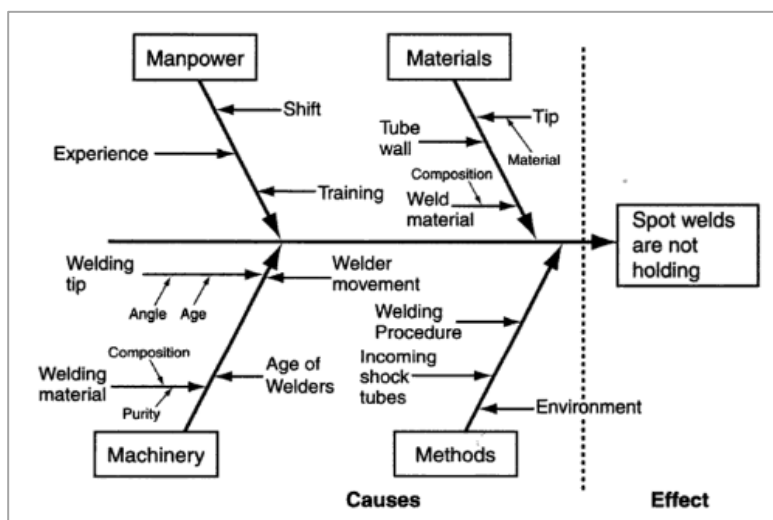 Manpower
Materials
Shift
Experience
Training
Tip
Material
Tube
wall
Composition
Weld
material
Spot welds
are not
holding
Welding
tip
Angle
Age
Welder
movement
Composition
Welding
material
Purity
Age of
Welders
Welding
Procedure
Incoming
shock
tubes
Environment
Machinery
Methods
Causes
Effect